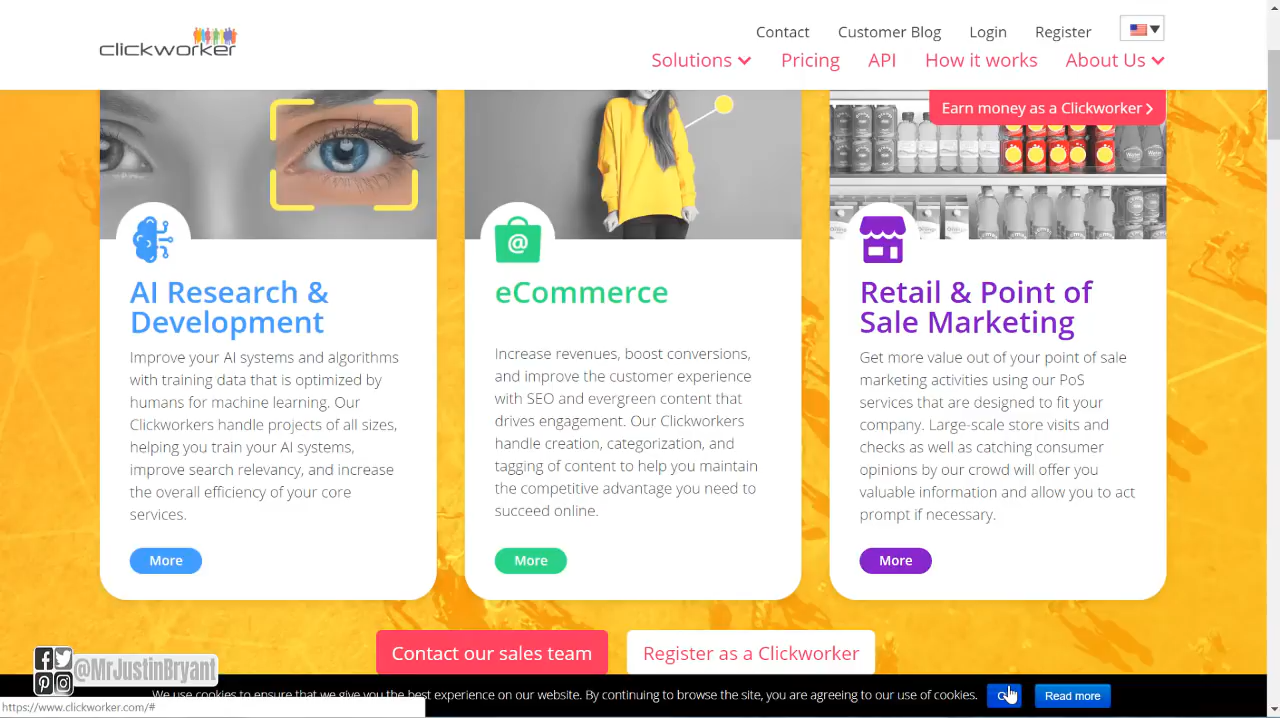 clickworker
Contact Customer Blog Login Register
Solutions Pricing API How it works About Us
Earn money as a Clickworker
AI Research &
Development
Improve your AI systems and algorithms
with training data that is optimized by
humans for machine learning. Our
Clickworkers handle projects of all sizes,
helping you train your AI systems,
improve search relevancy, and increase
the overall efficiency of your core
services.
More
@
eCommerce
Increase revenues, boost conversions,
and improve the customer experience
with SEO and evergreen content that
drives engagement. Our Clickworkers
handle creation, categorization, and
tagging of content to help you maintain
the competitive advantage you need to
succeed online.
More
Retail & Point of
Sale Marketing
Get more value out of your point of sale
marketing activities using our PoS
services that are designed to fit your
company. Large-scale store visits and
checks as well as catching consumer
opinions by our crowd will offer you
valuable information and allow you to act
prompt if necessary.
More
Contact our sales team
Register as a Clickworker
@MrJustinBryant
We use cookies to ensure that we give you the best experience on our website. By continuing to browse the site, you are agreeing to our use of cookies.
Read more
https://www.clickworker.com/#